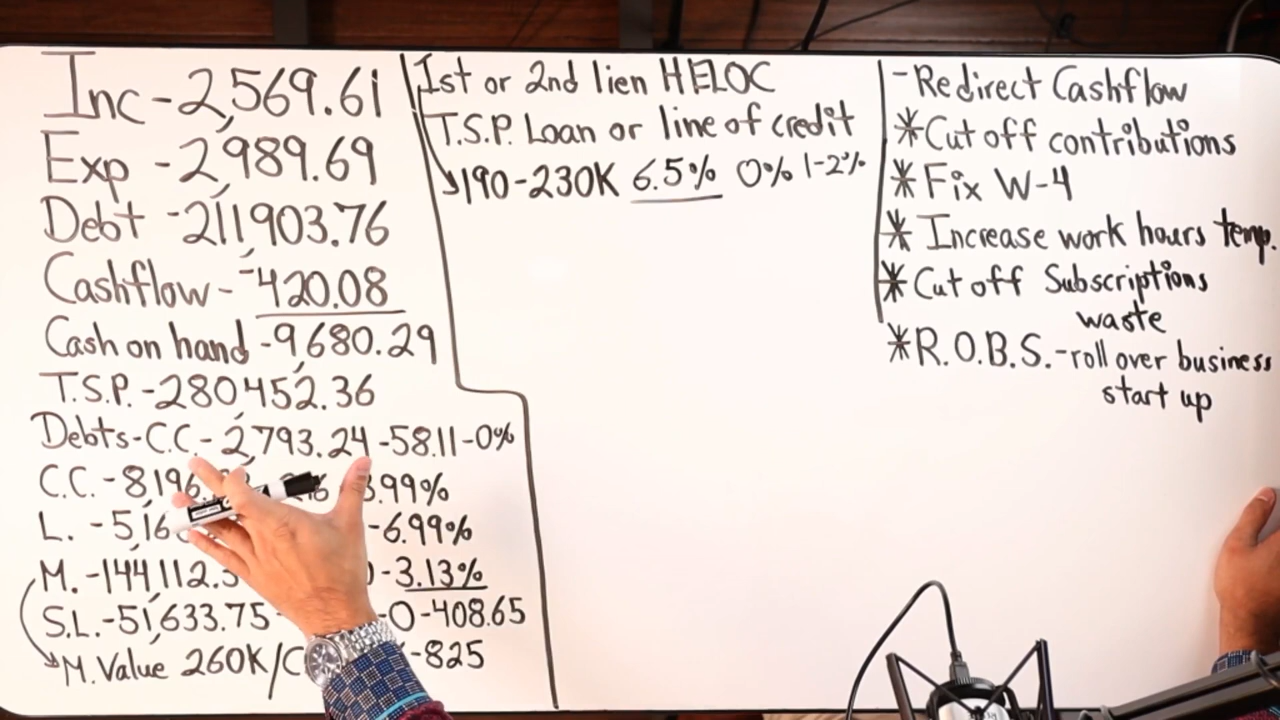 Inc - 2,569.61
Exp - 2,989.69
Debt - 211,903.76
Cashflow - -420.08
Cash on hand - 9,680.29
T.S.P. - 280,452.36
Debts - C.C. - 2,793.24 - 58.11 - 0%
C.C. - 8,196. .99%
L. - 5,16 - 6.99%
M. - 144,112. - 3.13%
S.L. - 51,633.75 - 0 - 408.65
M. Value 260K/C - 825
1st or 2nd lien HELOC
T.S.P. Loan or line of credit
190-230K 6.5% 0% 1-2%
- Redirect Cashflow
* Cut off contributions
* Fix W-4
* Increase work hours temp.
* Cut off Subscriptions
waste
* R.O.B.S. - roll over business
start up